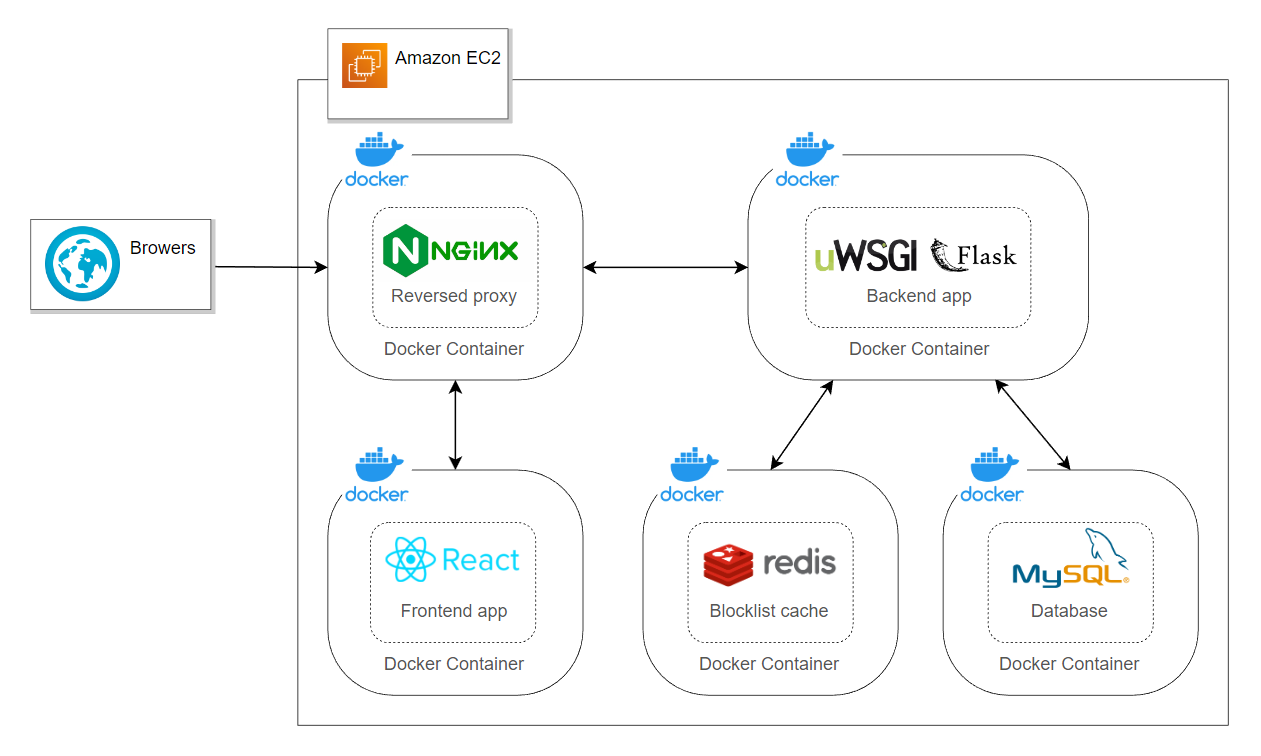 Amazon EC2
docker
docker
Browers
NGINX
uWSGI Flask
Reversed proxy
Backend app
Docker Container
Docker Container
docker
docker
docker
React
redis
MySQL
Frontend app
Blocklist cache
Database
Docker Container
Docker Container
Docker Container